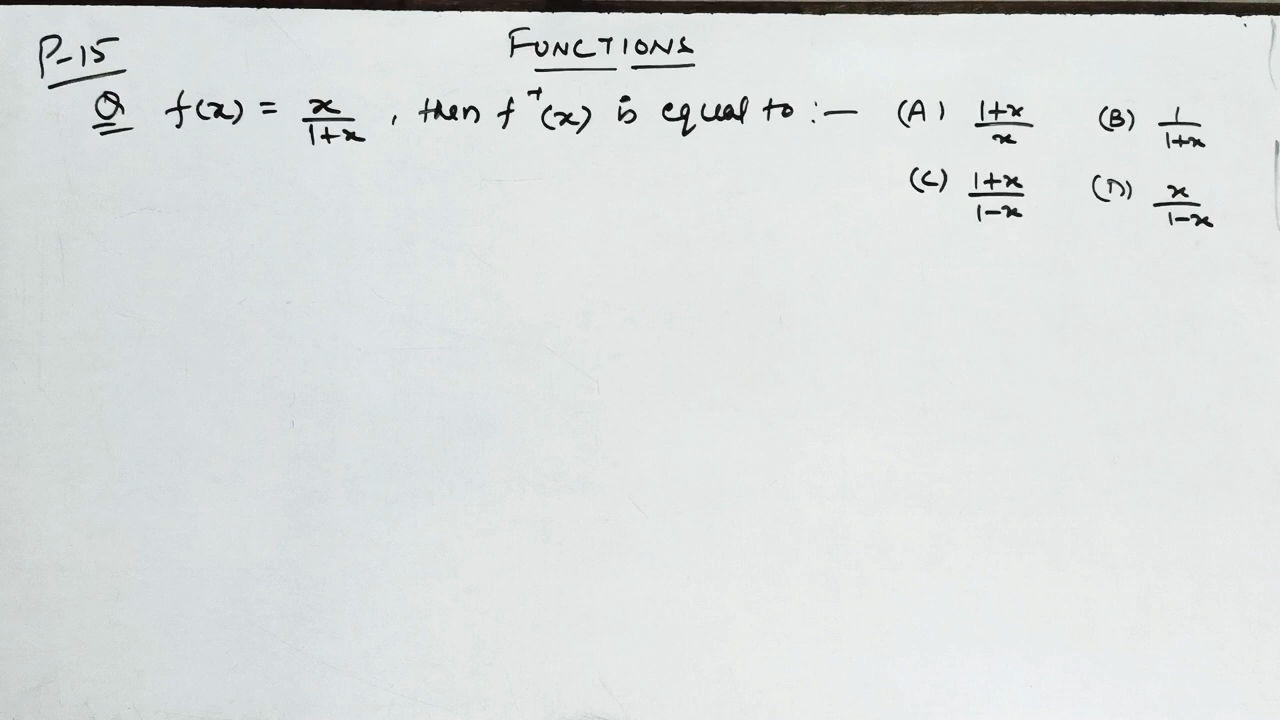 P-15
FUNCTIONS
Q f(x) = x/(1+x), then f⁻¹(x) is equal to :— (A) (1+x)/x (B) 1/(1+x)
(C) (1+x)/(1-x) (D) x/(1-x)